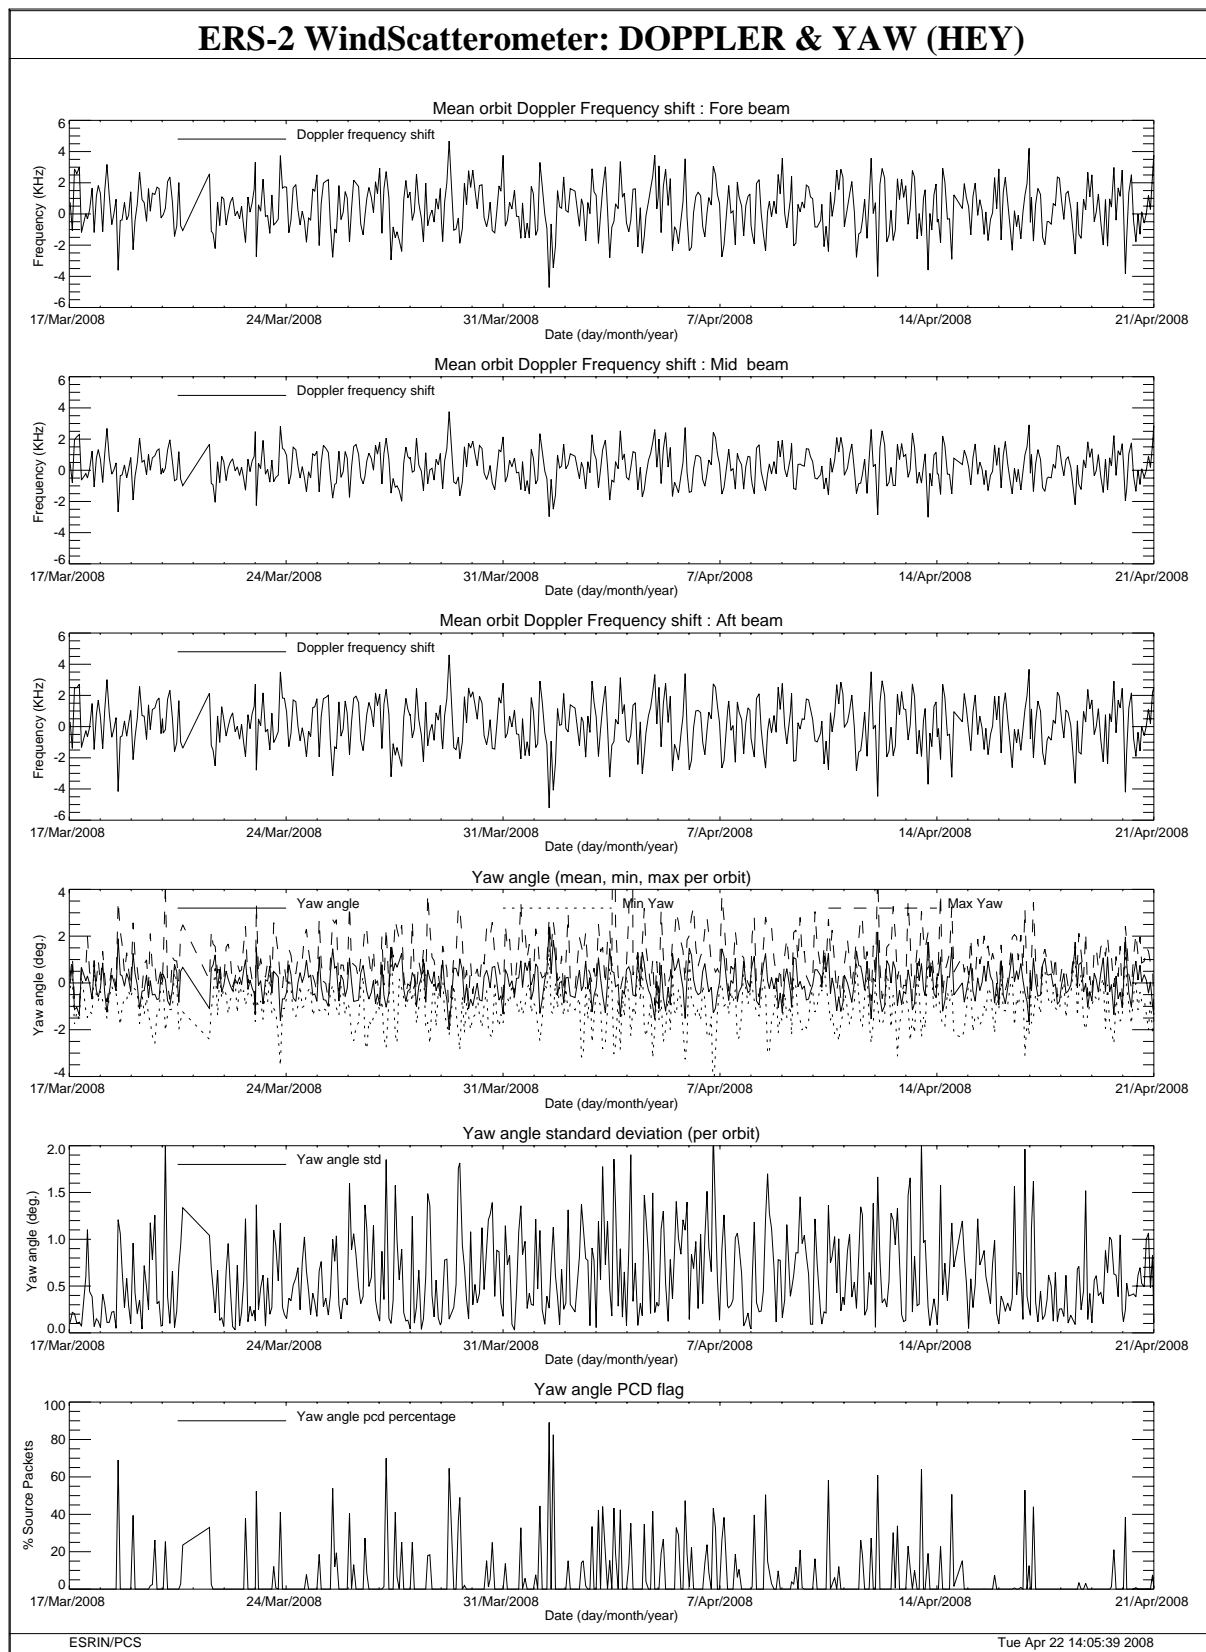 ERS-2 WindScatterometer: DOPPLER & YAW (HEY)
Mean orbit Doppler Frequency shift : Fore beam
Doppler frequency shift
Frequency (KHz)
6
4
2
0
-2
-4
-6
17/Mar/2008 24/Mar/2008 31/Mar/2008 7/Apr/2008 14/Apr/2008 21/Apr/2008
Date (day/month/year)
Mean orbit Doppler Frequency shift : Mid beam
Doppler frequency shift
Frequency (KHz)
6
4
2
0
-2
-4
-6
17/Mar/2008 24/Mar/2008 31/Mar/2008 7/Apr/2008 14/Apr/2008 21/Apr/2008
Date (day/month/year)
Mean orbit Doppler Frequency shift : Aft beam
Doppler frequency shift
Frequency (KHz)
6
4
2
0
-2
-4
-6
17/Mar/2008 24/Mar/2008 31/Mar/2008 7/Apr/2008 14/Apr/2008 21/Apr/2008
Date (day/month/year)
Yaw angle (mean, min, max per orbit)
Yaw angle Min Yaw Max Yaw
Yaw angle (deg.)
4
2
0
-2
-4
17/Mar/2008 24/Mar/2008 31/Mar/2008 7/Apr/2008 14/Apr/2008 21/Apr/2008
Date (day/month/year)
Yaw angle standard deviation (per orbit)
Yaw angle std
Yaw angle (deg.)
2.0
1.5
1.0
0.5
0.0
17/Mar/2008 24/Mar/2008 31/Mar/2008 7/Apr/2008 14/Apr/2008 21/Apr/2008
Date (day/month/year)
Yaw angle PCD flag
Yaw angle pcd percentage
% Source Packets
100
80
60
40
20
0
17/Mar/2008 24/Mar/2008 31/Mar/2008 7/Apr/2008 14/Apr/2008 21/Apr/2008
Date (day/month/year)
ESRIN/PCS Tue Apr 22 14:05:39 2008